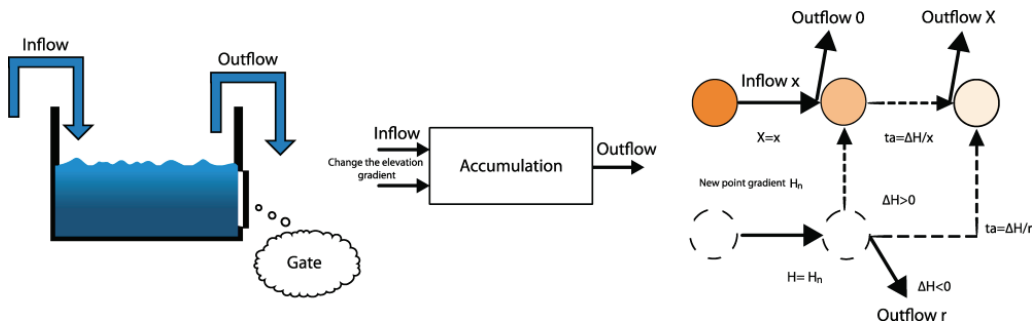 Inflow
Outflow
Gate
Inflow
Change the elevation
gradient
Accumulation
Outflow
Outflow 0
Outflow X
Inflow x
X=x
ta=ΔH/x
New point gradient Hn
ΔH>0
ta=ΔH/r
H= Hn
ΔH<0
Outflow r